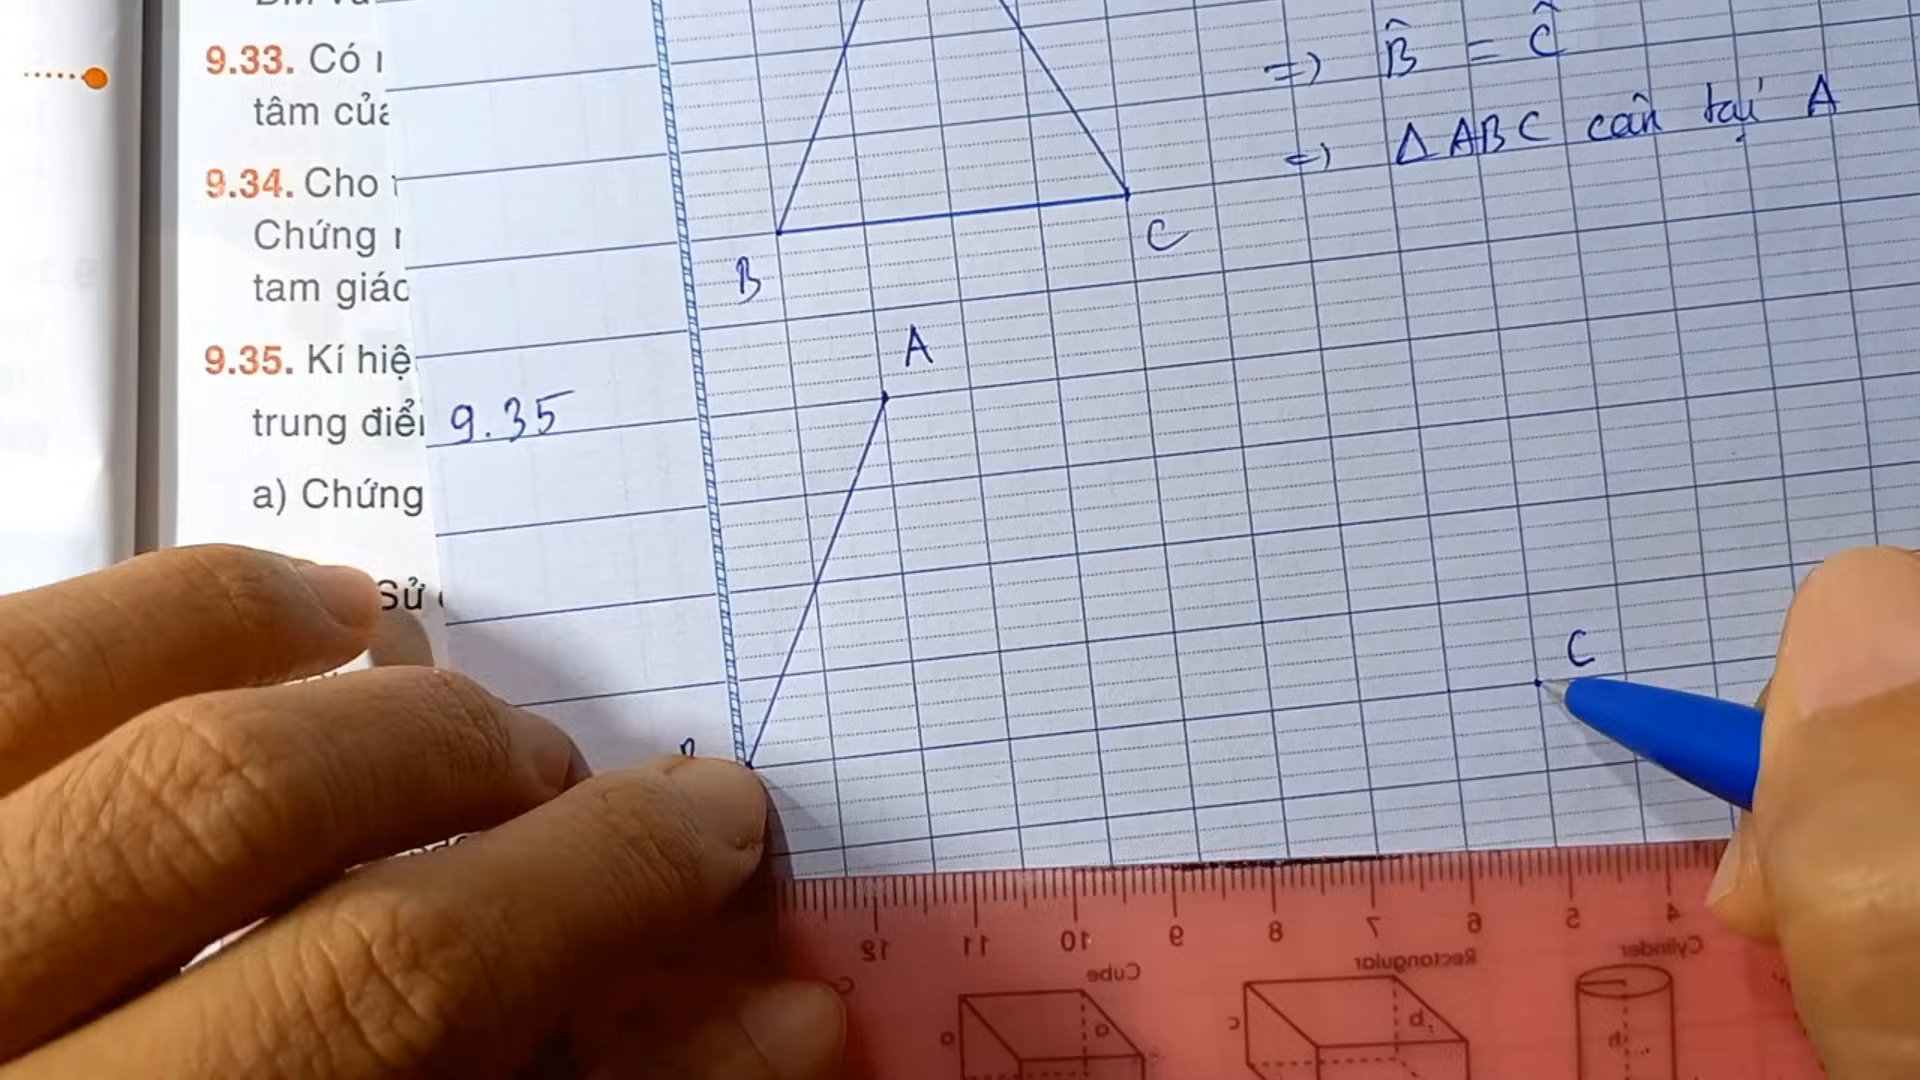 9.33. Có
tâm của
9.34. Cho
Chứng
tam giác
9.35. Kí hiệ
trung điể
a) Chứng
Sử
=) B̂ = Ĉ
=) Δ ABC cân tại A
B
C
A
9.35
C
12 11 10 9 8 7 6 5 4
Cube
Rectangular
Cylinder
a
a
c
b
h